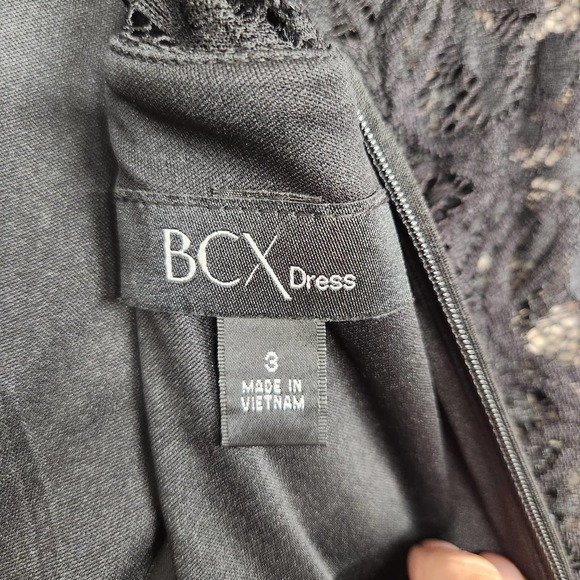 BCX Dress
3
MADE IN
VIETNAM